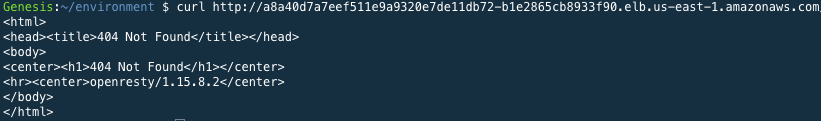 Genesis:~/environment $ curl http://a8a40d7a7eef511e9a9320e7de11db72-b1e2865cb8933f90.elb.us-east-1.amazonaws.com/
<html>
<head><title>404 Not Found</title></head>
<body>
<center><h1>404 Not Found</h1></center>
<hr><center>openresty/1.15.8.2</center>
</body>
</html>